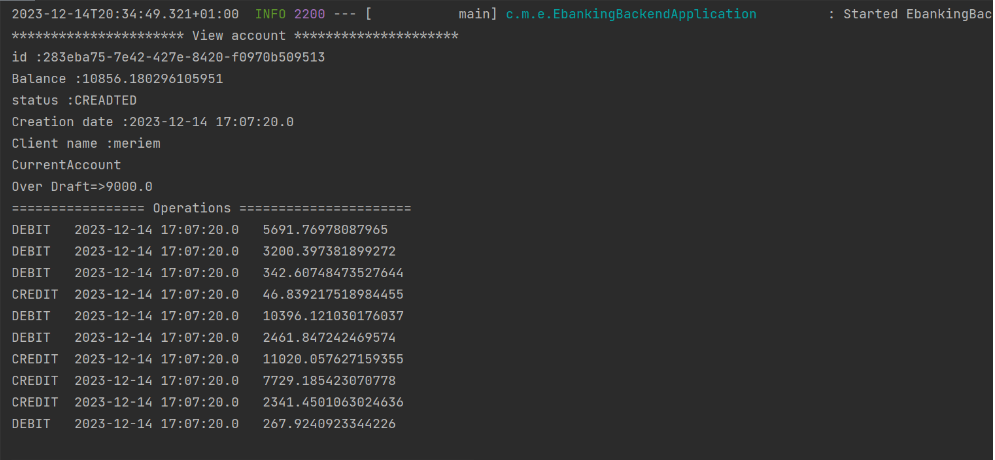 2023-12-14T20:34:49.321+01:00  INFO 2200 --- [           main] c.m.e.EbankingBackendApplication         : Started EbankingBac
********************** View account *********************
id :283eba75-7e42-427e-8420-f0970b509513
Balance :10856.180296105951
status :CREADTED
Creation date :2023-12-14 17:07:20.0
Client name :meriem
CurrentAccount
Over Draft=>9000.0
================= Operations ======================
DEBIT   2023-12-14 17:07:20.0   5691.76978087965
DEBIT   2023-12-14 17:07:20.0   3200.397381899272
DEBIT   2023-12-14 17:07:20.0   342.60748473527644
CREDIT  2023-12-14 17:07:20.0   46.839217518984455
DEBIT   2023-12-14 17:07:20.0   10396.121030176037
DEBIT   2023-12-14 17:07:20.0   2461.847242469574
CREDIT  2023-12-14 17:07:20.0   11020.057627159355
CREDIT  2023-12-14 17:07:20.0   7729.185423070778
CREDIT  2023-12-14 17:07:20.0   2341.4501063024636
DEBIT   2023-12-14 17:07:20.0   267.9240923344226